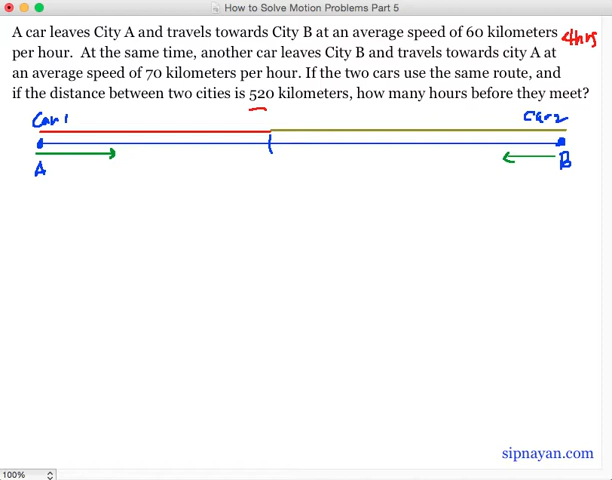 How to Solve Motion Problems Part 5
A car leaves City A and travels towards City B at an average speed of 60 kilometers 4hrs
per hour. At the same time, another car leaves City B and travels towards city A at
an average speed of 70 kilometers per hour. If the two cars use the same route, and
if the distance between two cities is 520 kilometers, how many hours before they meet?
Car 1 Car 2
A B
sipnayan.com
100%